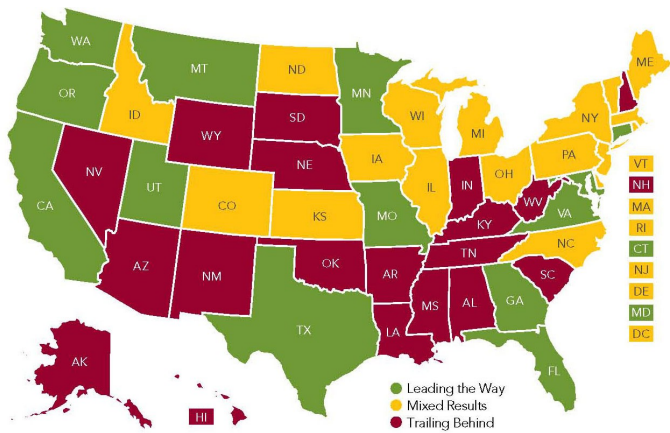 WA
MT
ND
MN
ME
OR
ID
WY
SD
WI
MI
NY
NV
UT
CO
NE
IA
IL
IN
OH
PA
CA
KS
MO
KY
WV
VA
AZ
NM
OK
AR
TN
NC
SC
TX
LA
MS
AL
GA
FL
AK
HI
VT
NH
MA
RI
CT
NJ
DE
MD
DC
Leading the Way
Mixed Results
Trailing Behind